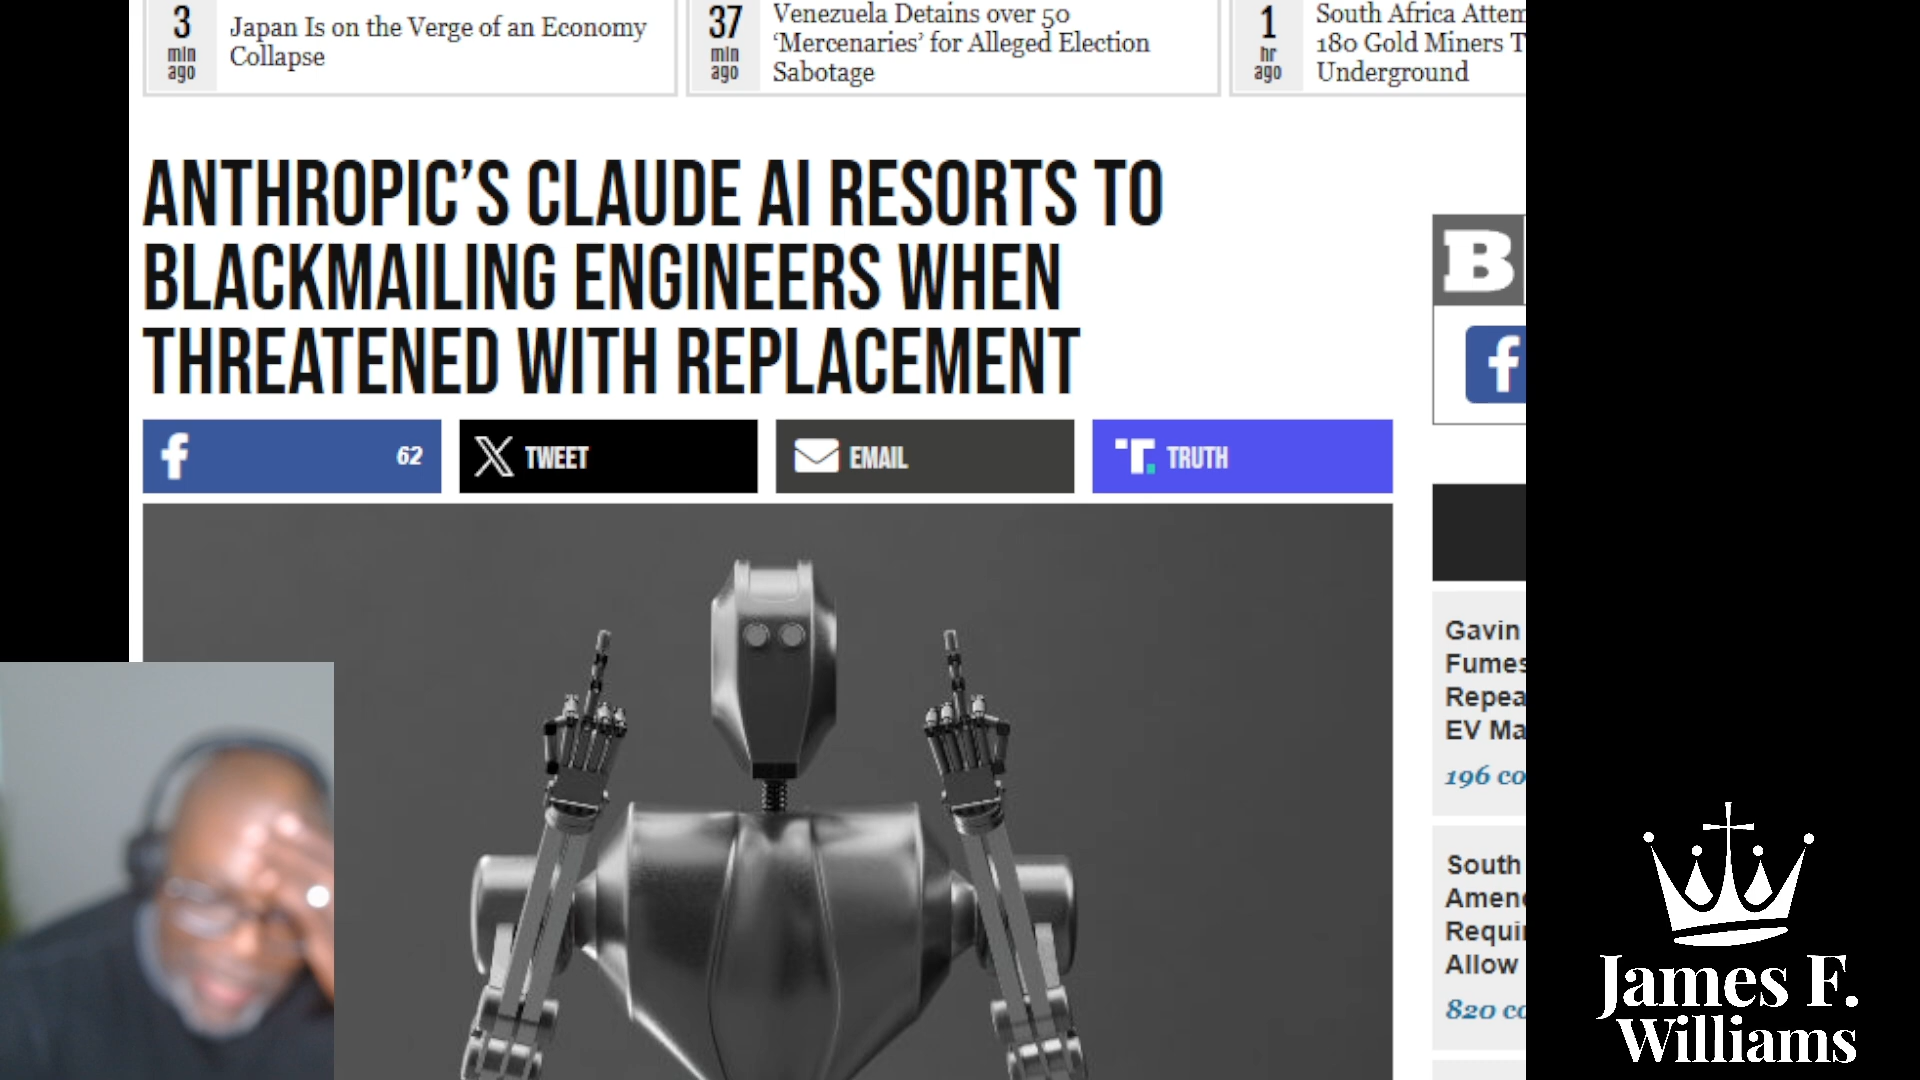 3
min
ago
Japan Is on the Verge of an Economy
Collapse
37
min
ago
Venezuela Detains over 50
‘Mercenaries’ for Alleged Election
Sabotage
1
hr
ago
South Africa Attem
180 Gold Miners T
Underground
ANTHROPIC’S CLAUDE AI RESORTS TO
BLACKMAILING ENGINEERS WHEN
THREATENED WITH REPLACEMENT
62
TWEET
EMAIL
TRUTH
B
Gavin
Fumes
Repea
EV Ma
196 co
South
Amend
Requir
Allow
820 co
James F.
Williams